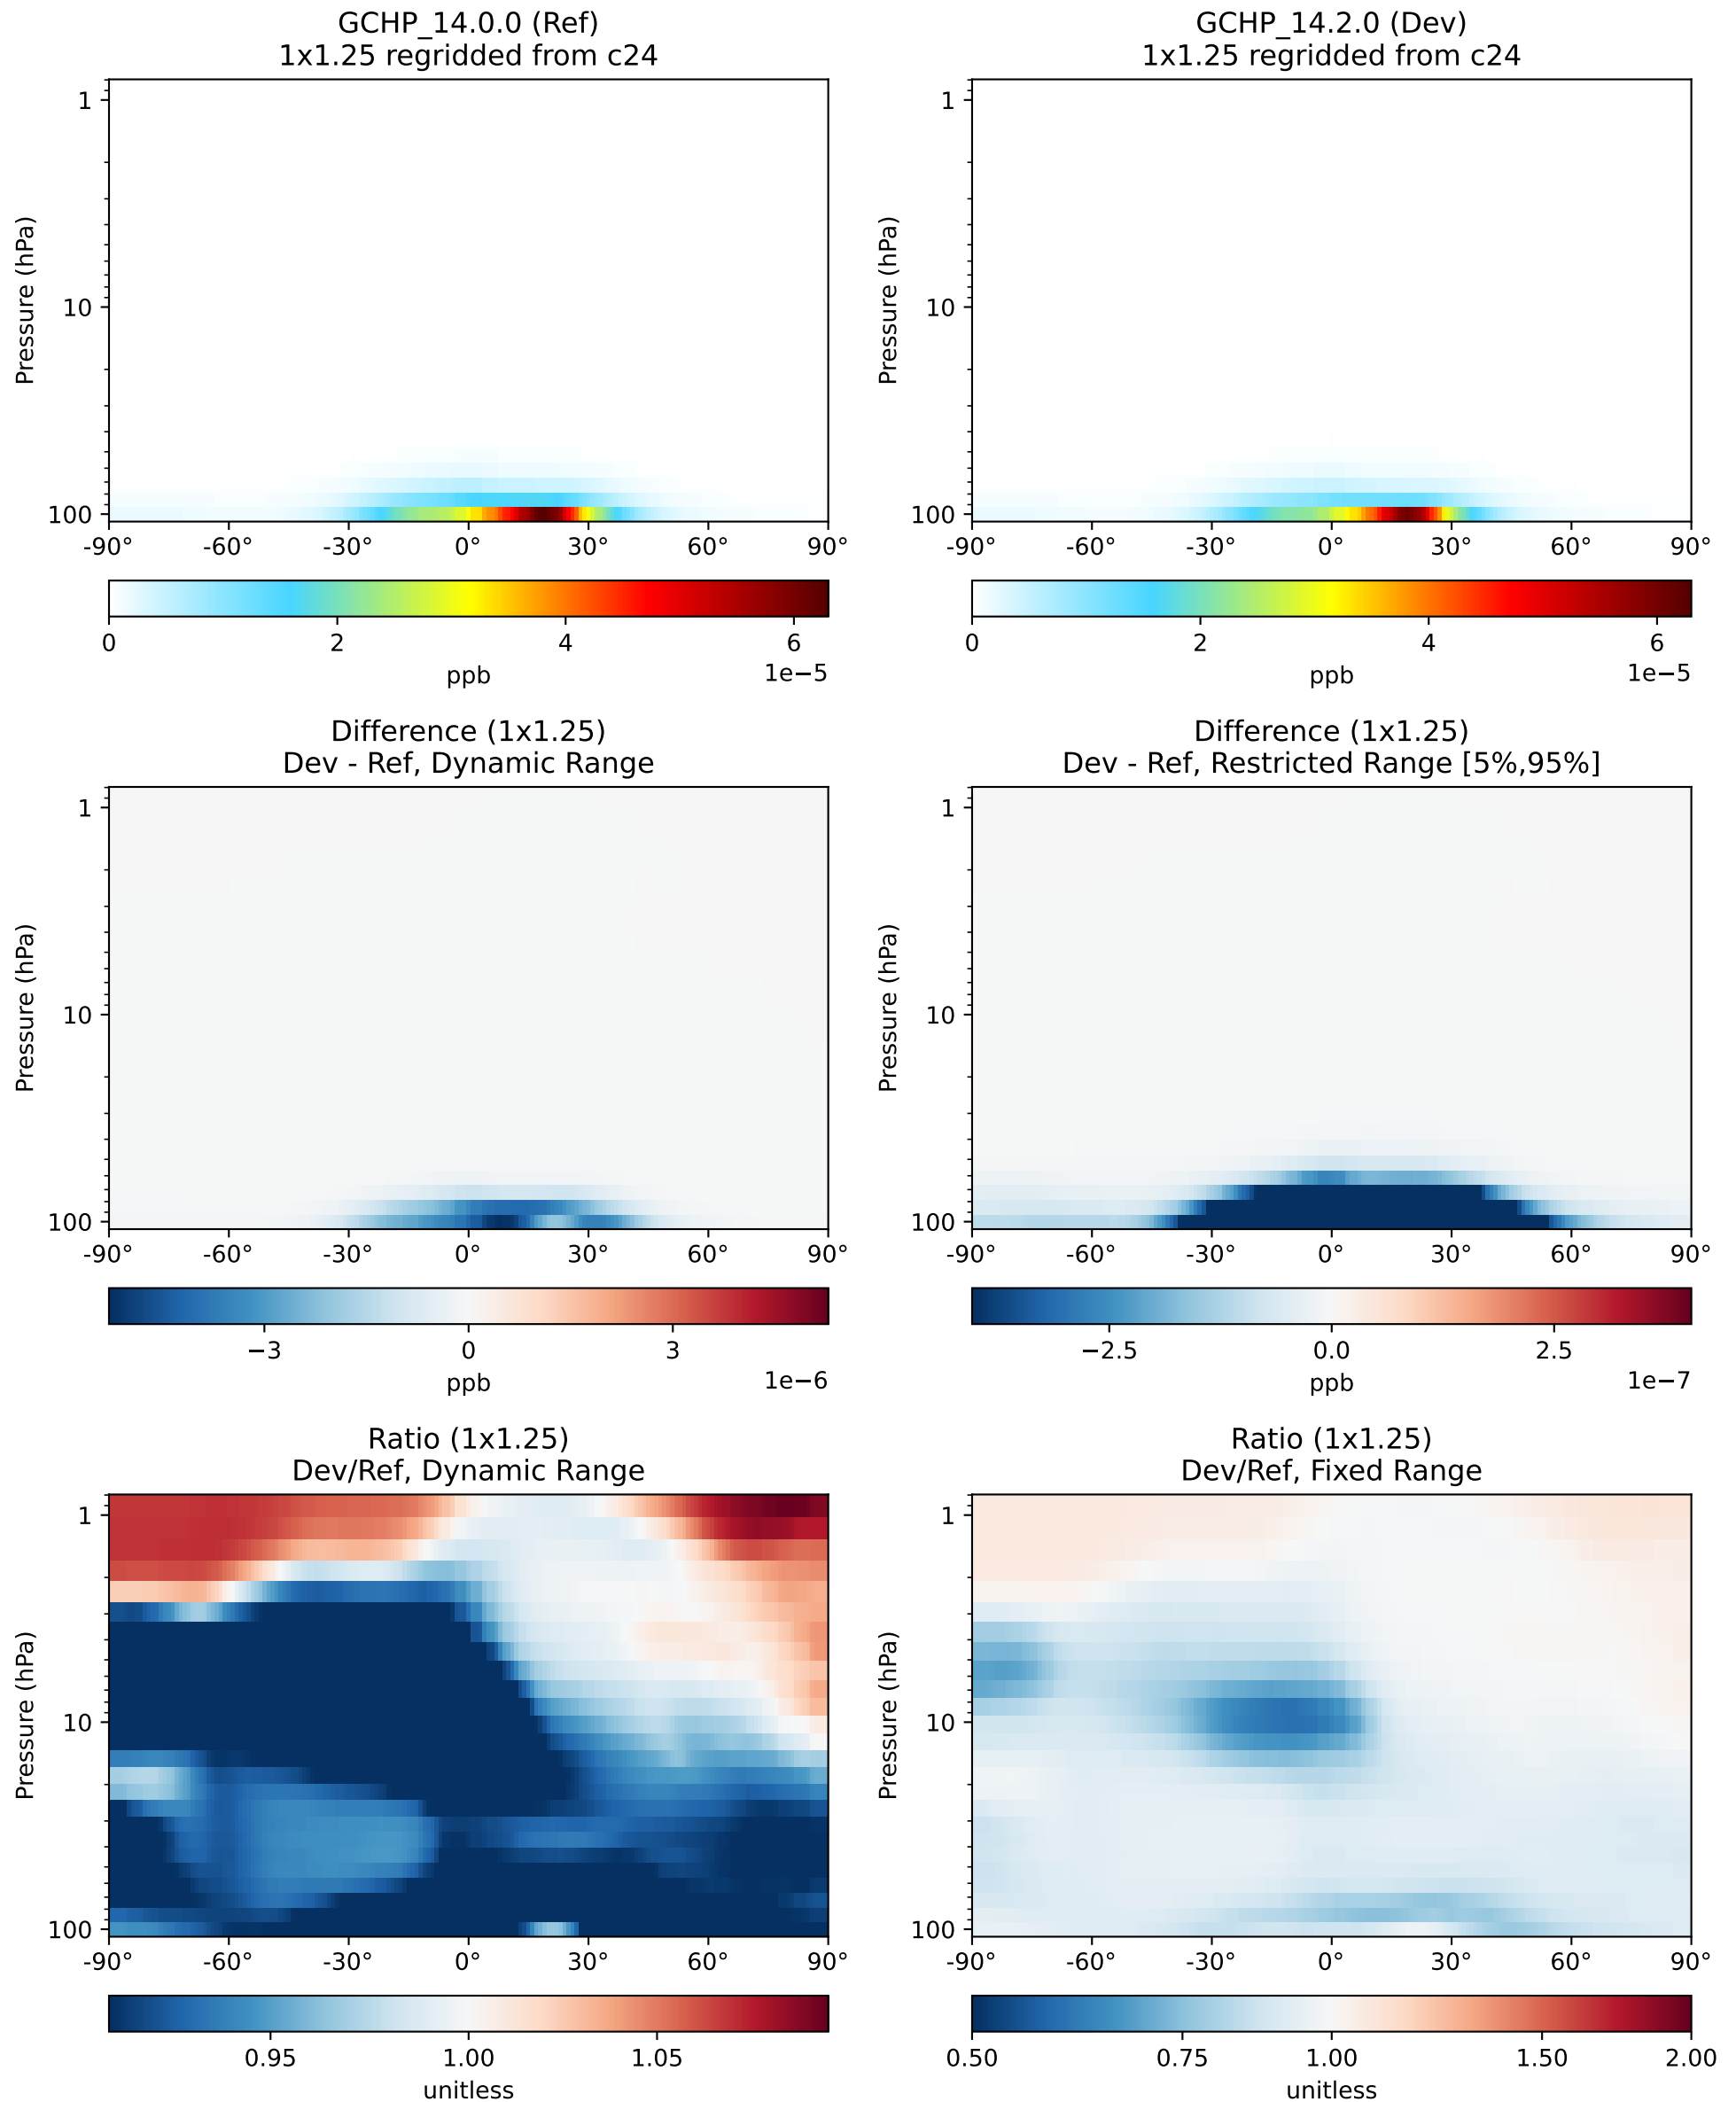 GCHP_14.0.0 (Ref)
1x1.25 regridded from c24
Pressure (hPa)
1
10
100
-90° -60° -30° 0° 30° 60° 90°
0 2 4 6
1e−5
ppb
GCHP_14.2.0 (Dev)
1x1.25 regridded from c24
Pressure (hPa)
1
10
100
-90° -60° -30° 0° 30° 60° 90°
0 2 4 6
1e−5
ppb
Difference (1x1.25)
Dev - Ref, Dynamic Range
Pressure (hPa)
1
10
100
-90° -60° -30° 0° 30° 60° 90°
−3 0 3
1e−6
ppb
Difference (1x1.25)
Dev - Ref, Restricted Range [5%,95%]
Pressure (hPa)
1
10
100
-90° -60° -30° 0° 30° 60° 90°
−2.5 0.0 2.5
1e−7
ppb
Ratio (1x1.25)
Dev/Ref, Dynamic Range
Pressure (hPa)
1
10
100
-90° -60° -30° 0° 30° 60° 90°
0.95 1.00 1.05
unitless
Ratio (1x1.25)
Dev/Ref, Fixed Range
Pressure (hPa)
1
10
100
-90° -60° -30° 0° 30° 60° 90°
0.50 0.75 1.00 1.50 2.00
unitless